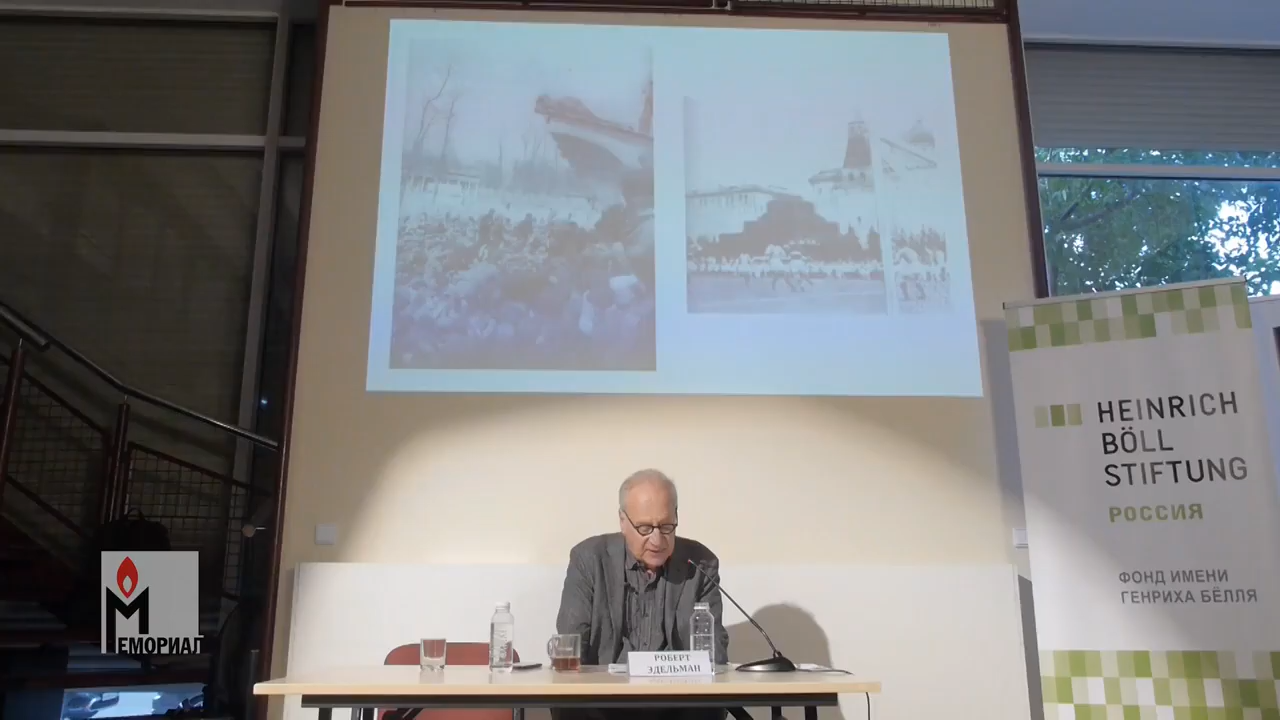 HEINRICH
BÖLL
STIFTUNG
РОССИЯ
ФОНД ИМЕНИ
ГЕНРИХА БЁЛЛЯ
МЕМОРИАЛ
РОБЕРТ
ЭДЕЛЬМАН